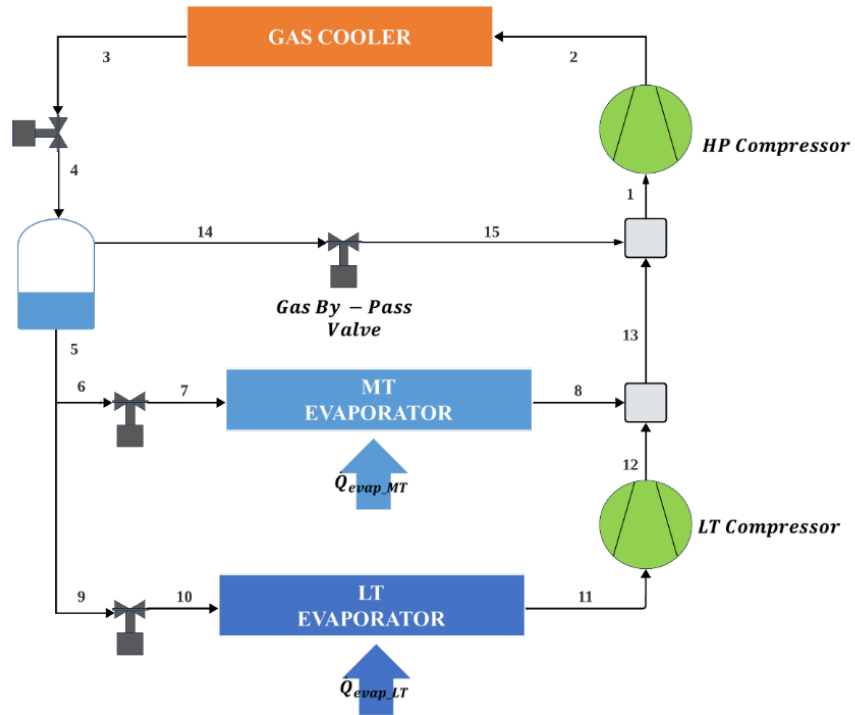 GAS COOLER
3
2
HP Compressor
4
1
14
15
Gas By – Pass
Valve
5
13
6
7
MT
EVAPORATOR
8
Q̇evap_MT
12
LT Compressor
9
10
LT
EVAPORATOR
11
Q̇evap_LT